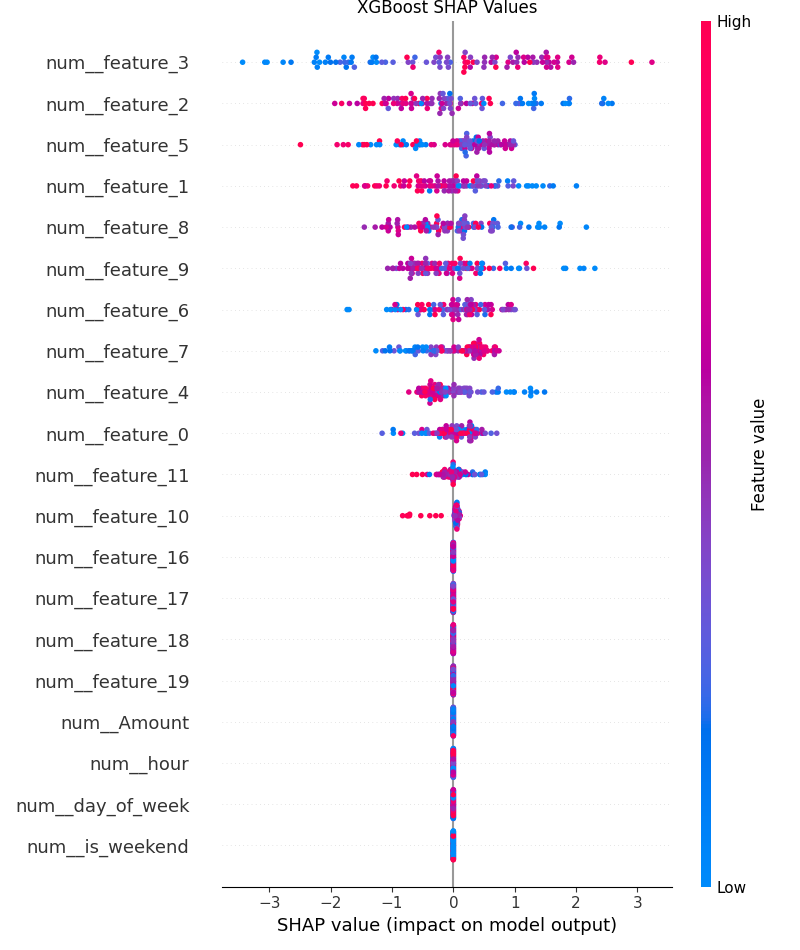 XGBoost SHAP Values
High
num__feature_3
num__feature_2
num__feature_5
num__feature_1
num__feature_8
num__feature_9
num__feature_6
num__feature_7
num__feature_4
num__feature_0
num__feature_11
num__feature_10
num__feature_16
num__feature_17
num__feature_18
num__feature_19
num__Amount
num__hour
num__day_of_week
num__is_weekend
Feature value
Low
−3 −2 −1 0 1 2 3
SHAP value (impact on model output)